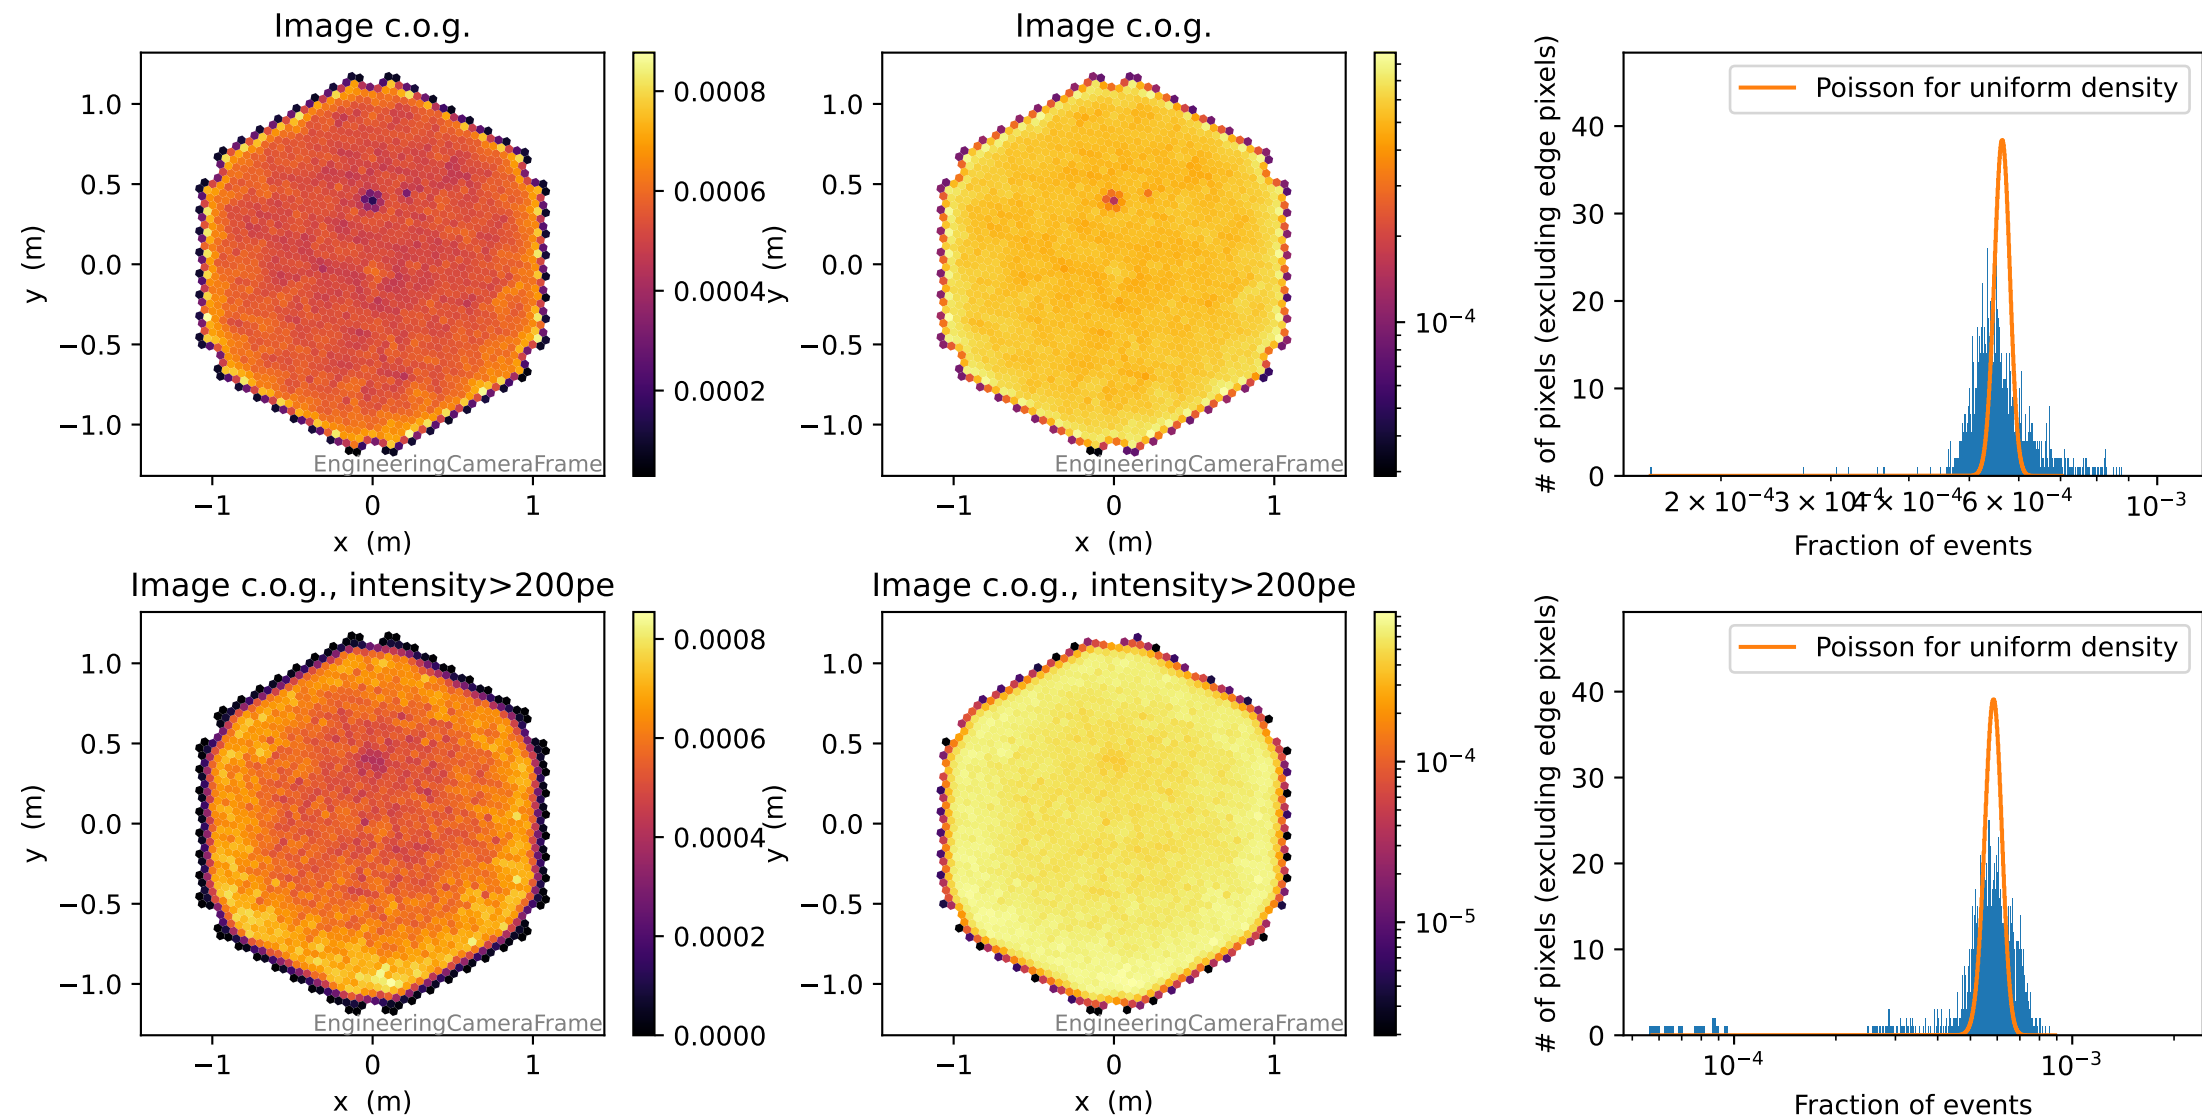 Image c.o.g.
1.0
0.5
0.0
−0.5
−1.0
y (m)
−1
0
1
x (m)
EngineeringCameraFrame
0.0008
0.0006
0.0004
0.0002
Image c.o.g.
1.0
0.5
0.0
−0.5
−1.0
y (m)
−1
0
1
x (m)
EngineeringCameraFrame
10⁻⁴
Poisson for uniform density
# of pixels (excluding edge pixels)
40
30
20
10
0
2 × 10⁻⁴
3 × 10⁻⁴
4 × 10⁻⁴
6 × 10⁻⁴
10⁻³
Fraction of events
Image c.o.g., intensity>200pe
1.0
0.5
0.0
−0.5
−1.0
y (m)
−1
0
1
x (m)
EngineeringCameraFrame
0.0008
0.0006
0.0004
0.0002
0.0000
Image c.o.g., intensity>200pe
1.0
0.5
0.0
−0.5
−1.0
y (m)
−1
0
1
x (m)
EngineeringCameraFrame
10⁻⁴
10⁻⁵
Poisson for uniform density
# of pixels (excluding edge pixels)
40
30
20
10
0
10⁻⁴
10⁻³
Fraction of events